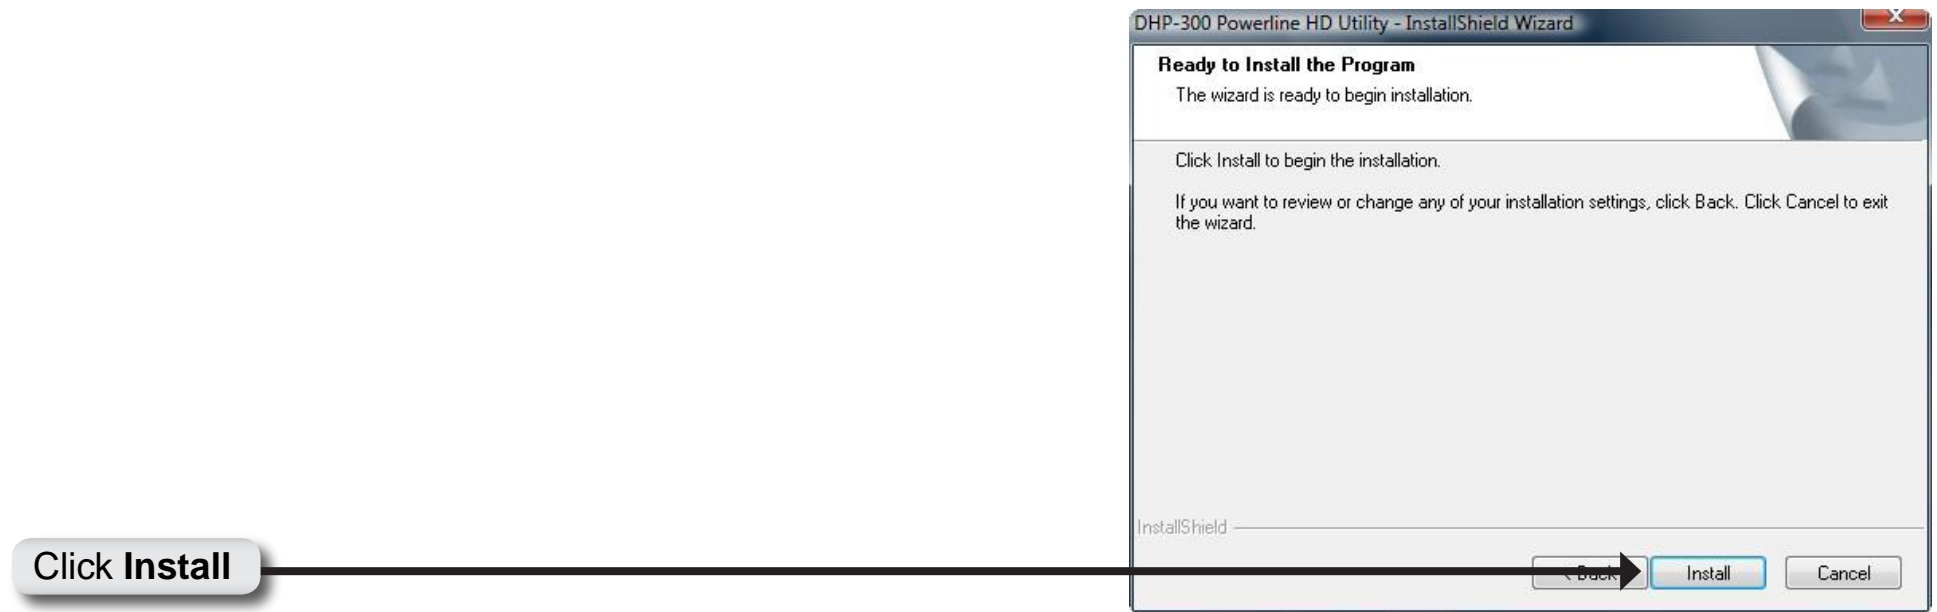 DHP-300 Powerline HD Utility - InstallShield Wizard
Ready to Install the Program
The wizard is ready to begin installation.
Click Install to begin the installation.
If you want to review or change any of your installation settings, click Back. Click Cancel to exit
the wizard.
InstallShield
Click Install
< Back
Install
Cancel